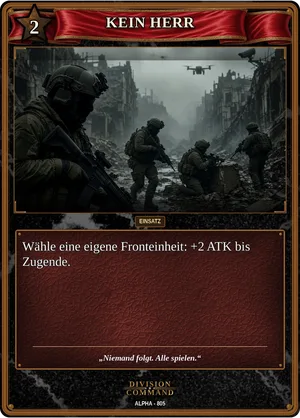 2
KEIN HERR
EINSATZ
Wähle eine eigene Fronteinheit: +2 ATK bis
Zugende.
„Niemand folgt. Alle spielen.“
DIVISION
COMMAND
ALPHA - 805